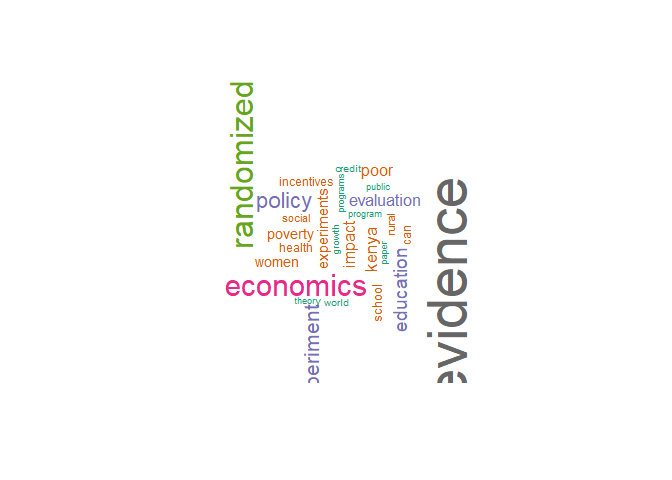 randomized
credit
poor
incentives
programs
public
policy
experiments
evaluation
social
program
rural
evidence
poverty
growth
impact
kenya
can
health
paper
women
education
economics
school
theory
world
periment